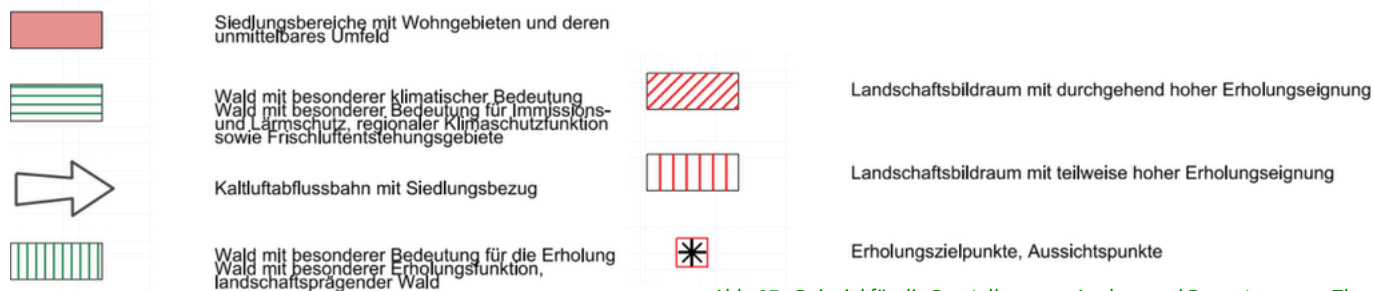 Siedlungsbereiche mit Wohngebieten und deren
unmittelbares Umfeld
Wald mit besonderer klimatischer Bedeutung
Wald mit besonderer Bedeutung für Immissions-
und Lärmschutz, regionaler Klimaschutzfunktion
sowie Frischluftentstehungsgebiete
Kaltluftabflussbahn mit Siedlungsbezug
Wald mit besonderer Bedeutung für die Erholung
Wald mit besonderer Erholungsfunktion,
landschaftsprägender Wald
Landschaftsbildraum mit durchgehend hoher Erholungseignung
Landschaftsbildraum mit teilweise hoher Erholungseignung
Erholungszielpunkte, Aussichtspunkte